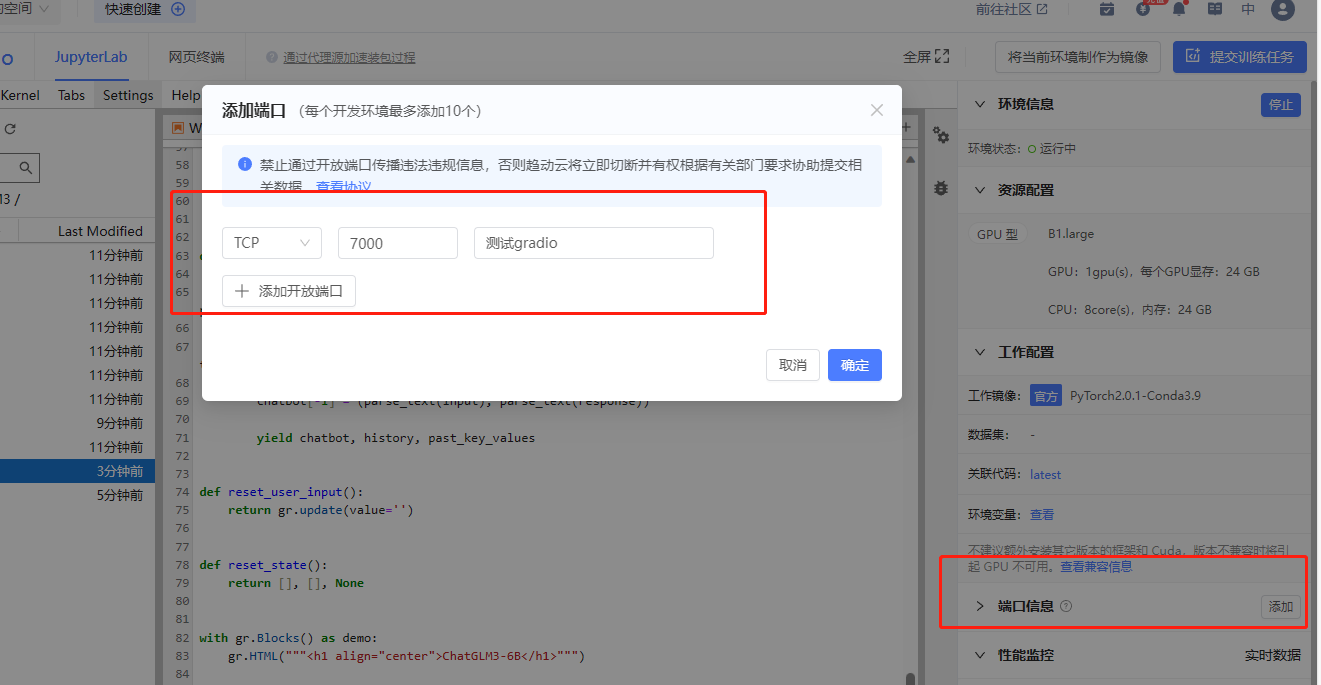 的空间
快速创建
前往社区
中
JupyterLab
网页终端
通过代理源加速装包过程
全屏
将当前环境制作为镜像
提交训练任务
Kernel Tabs Settings Help
添加端口 (每个开发环境最多添加10个)
禁止通过开放端口传播违法违规信息，否则趋动云将立即切断并有权根据有关部门要求协助提交相
关数据 查看协议
TCP
7000
测试gradio
添加开放端口
取消
确定
M3 /
Last Modified
11分钟前
11分钟前
11分钟前
11分钟前
11分钟前
11分钟前
11分钟前
9分钟前
11分钟前
3分钟前
5分钟前
W
57
58
59
60
61
62
63
64
65
66
67
68
69 chatbot[-1] = (parse_text(input), parse_text(response))
70
71 yield chatbot, history, past_key_values
72
73
74 def reset_user_input():
75 return gr.update(value='')
76
77
78 def reset_state():
79 return [], [], None
80
81
82 with gr.Blocks() as demo:
83 gr.HTML("""<h1 align="center">ChatGLM3-6B</h1>""")
84
环境信息
停止
环境状态： 运行中
资源配置
GPU 型 B1.large
GPU：1gpu(s)，每个GPU显存：24 GB
CPU：8core(s)，内存：24 GB
工作配置
工作镜像： 官方 PyTorch2.0.1-Conda3.9
数据集： -
关联代码： latest
环境变量： 查看
不建议额外安装其它版本的框架和 Cuda，版本不兼容时将引
起 GPU 不可用。查看兼容信息
端口信息
添加
性能监控
实时数据